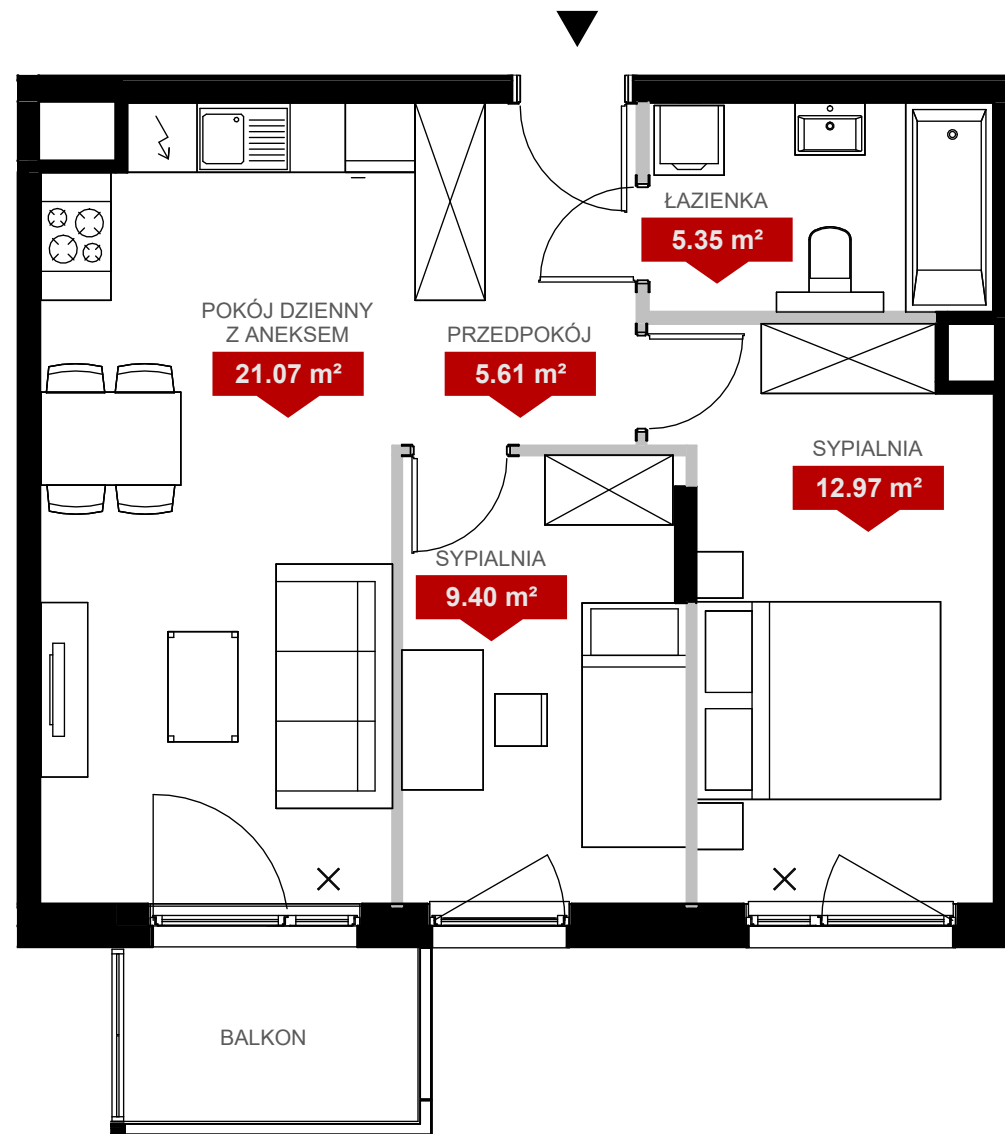 ŁAZIENKA
5.35 m²
POKÓJ DZIENNY
Z ANEKSEM
21.07 m²
PRZEDPOKÓJ
5.61 m²
SYPIALNIA
12.97 m²
SYPIALNIA
9.40 m²
BALKON